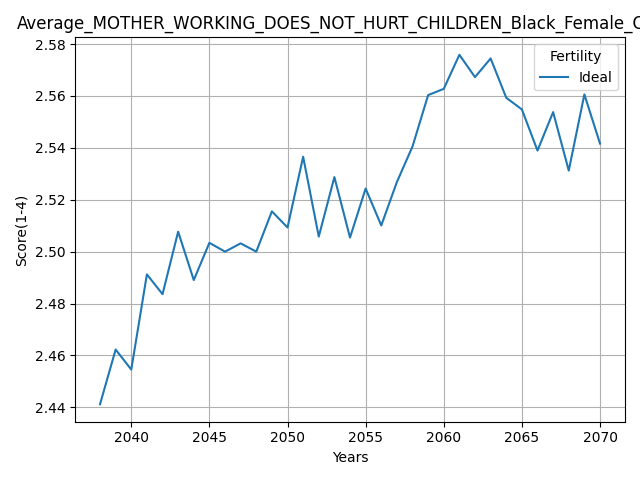 Average_MOTHER_WORKING_DOES_NOT_HURT_CHILDREN_Black_Female_
Fertility
Ideal
2.58
2.56
2.54
2.52
2.50
2.48
2.46
2.44
Score(1-4)
2040 2045 2050 2055 2060 2065 2070
Years